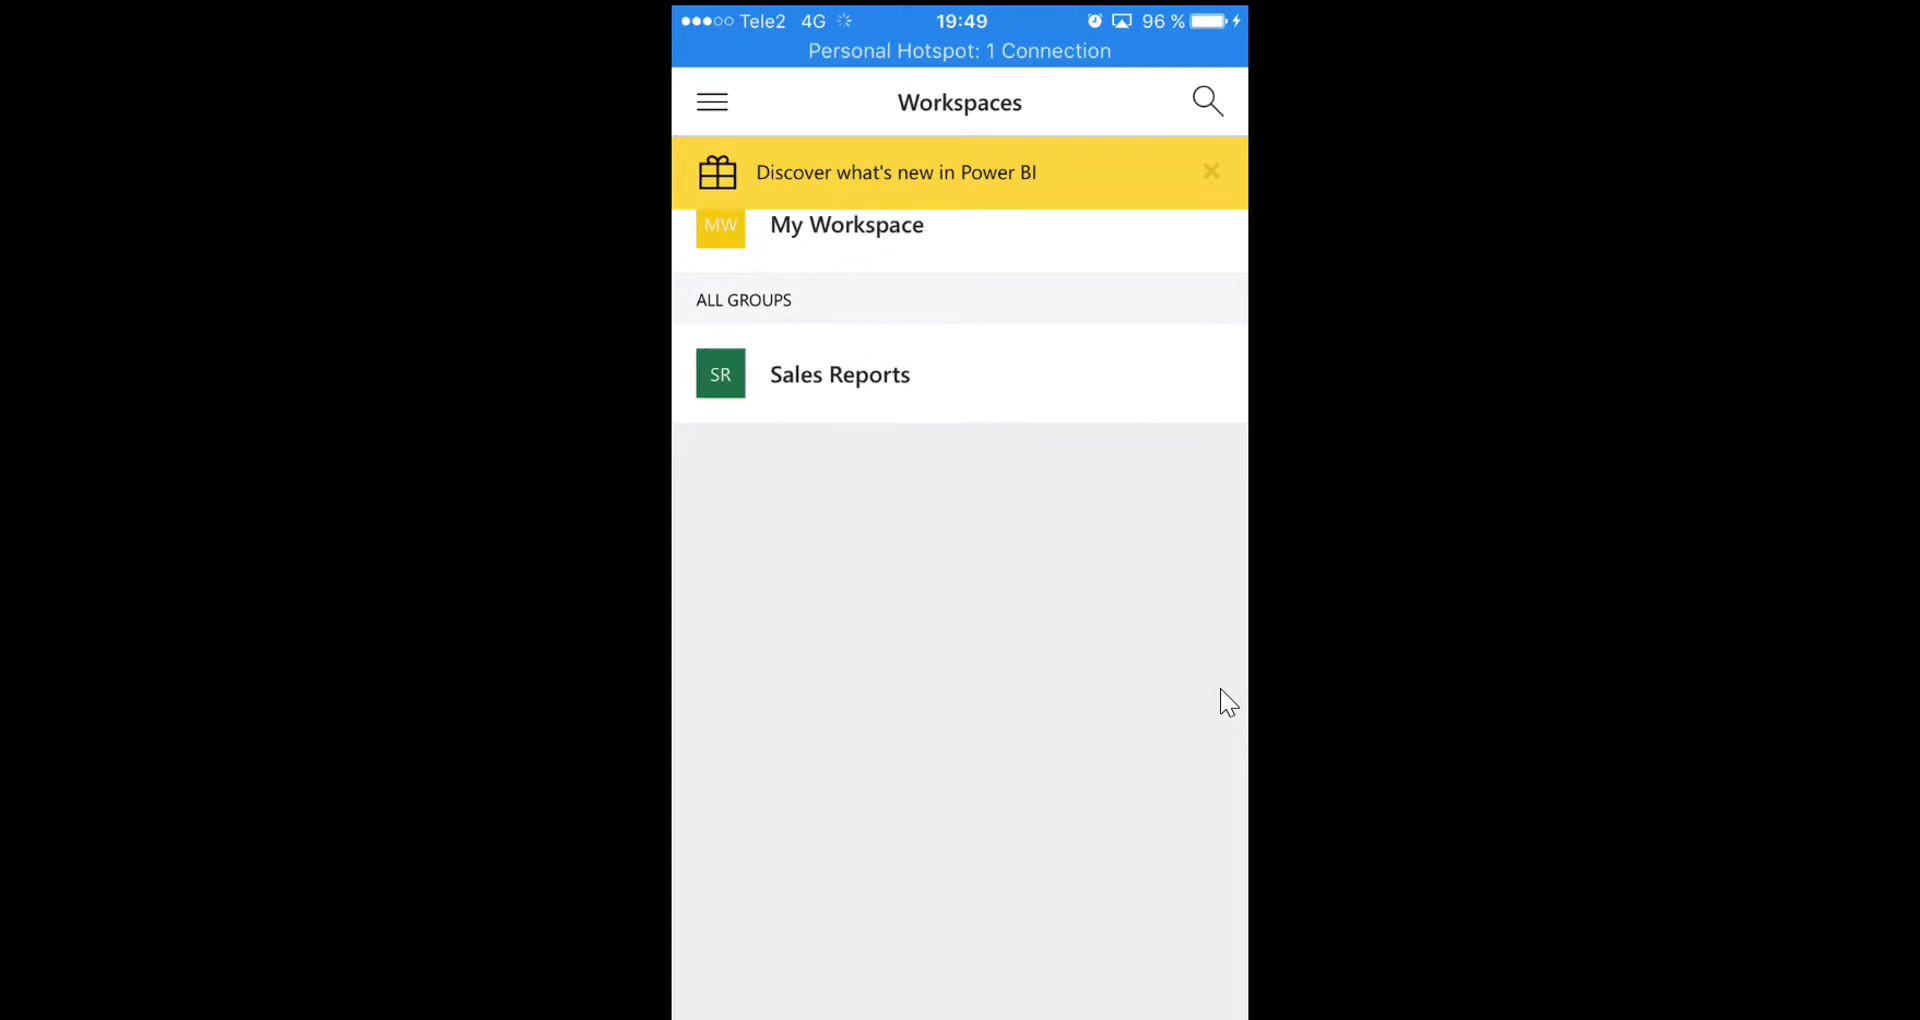 Tele2 4G 19:49 96 %
Personal Hotspot: 1 Connection
Workspaces
Discover what's new in Power BI
MW My Workspace
ALL GROUPS
SR Sales Reports